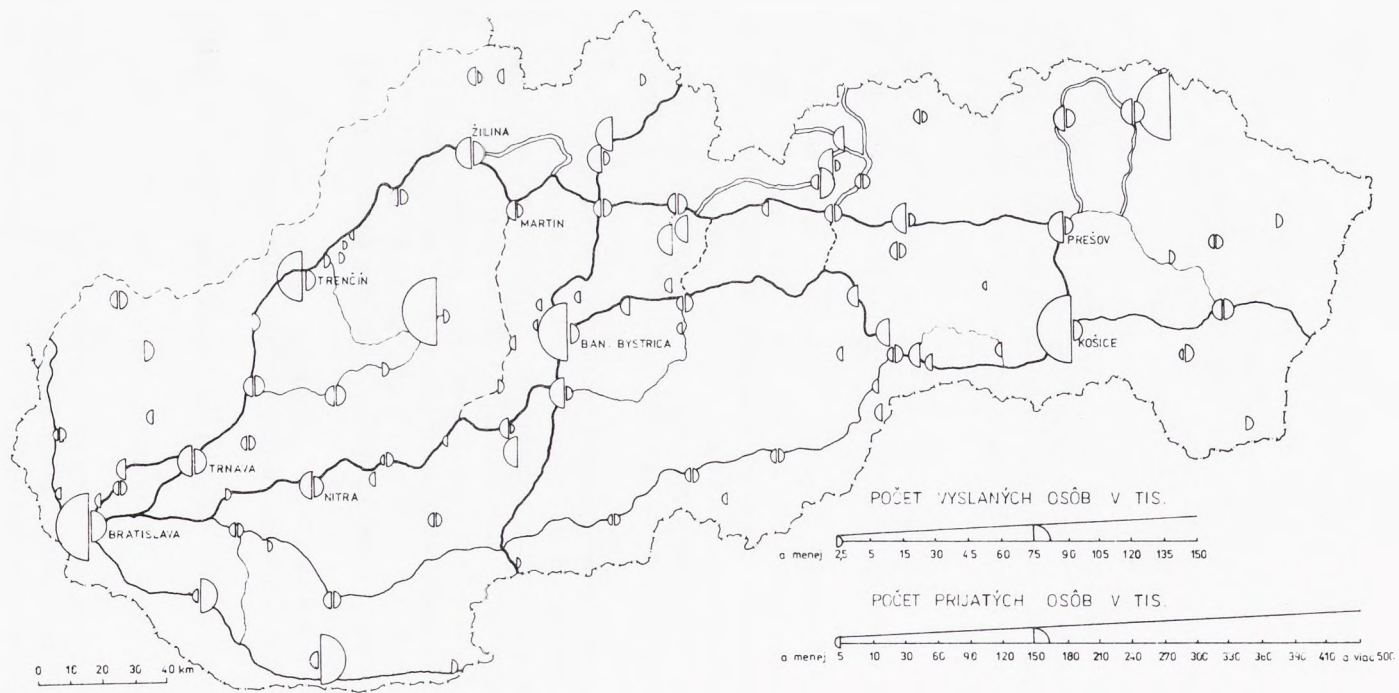 ŽILINA
MARTIN
PREŠOV
TRENČÍN
BAN. BYSTRICA
KOŠICE
TRNAVA
NITRA
BRATISLAVA
POČET VYSLANÝCH OSÔB V TIS.
a menej 2,5 5 15 30 45 60 75 90 105 120 135 150
POČET PRIJATÝCH OSÔB V TIS.
a menej 5 10 30 60 90 120 150 180 210 240 270 300 330 360 390 410 a viac 500
0 10 20 30 40 km